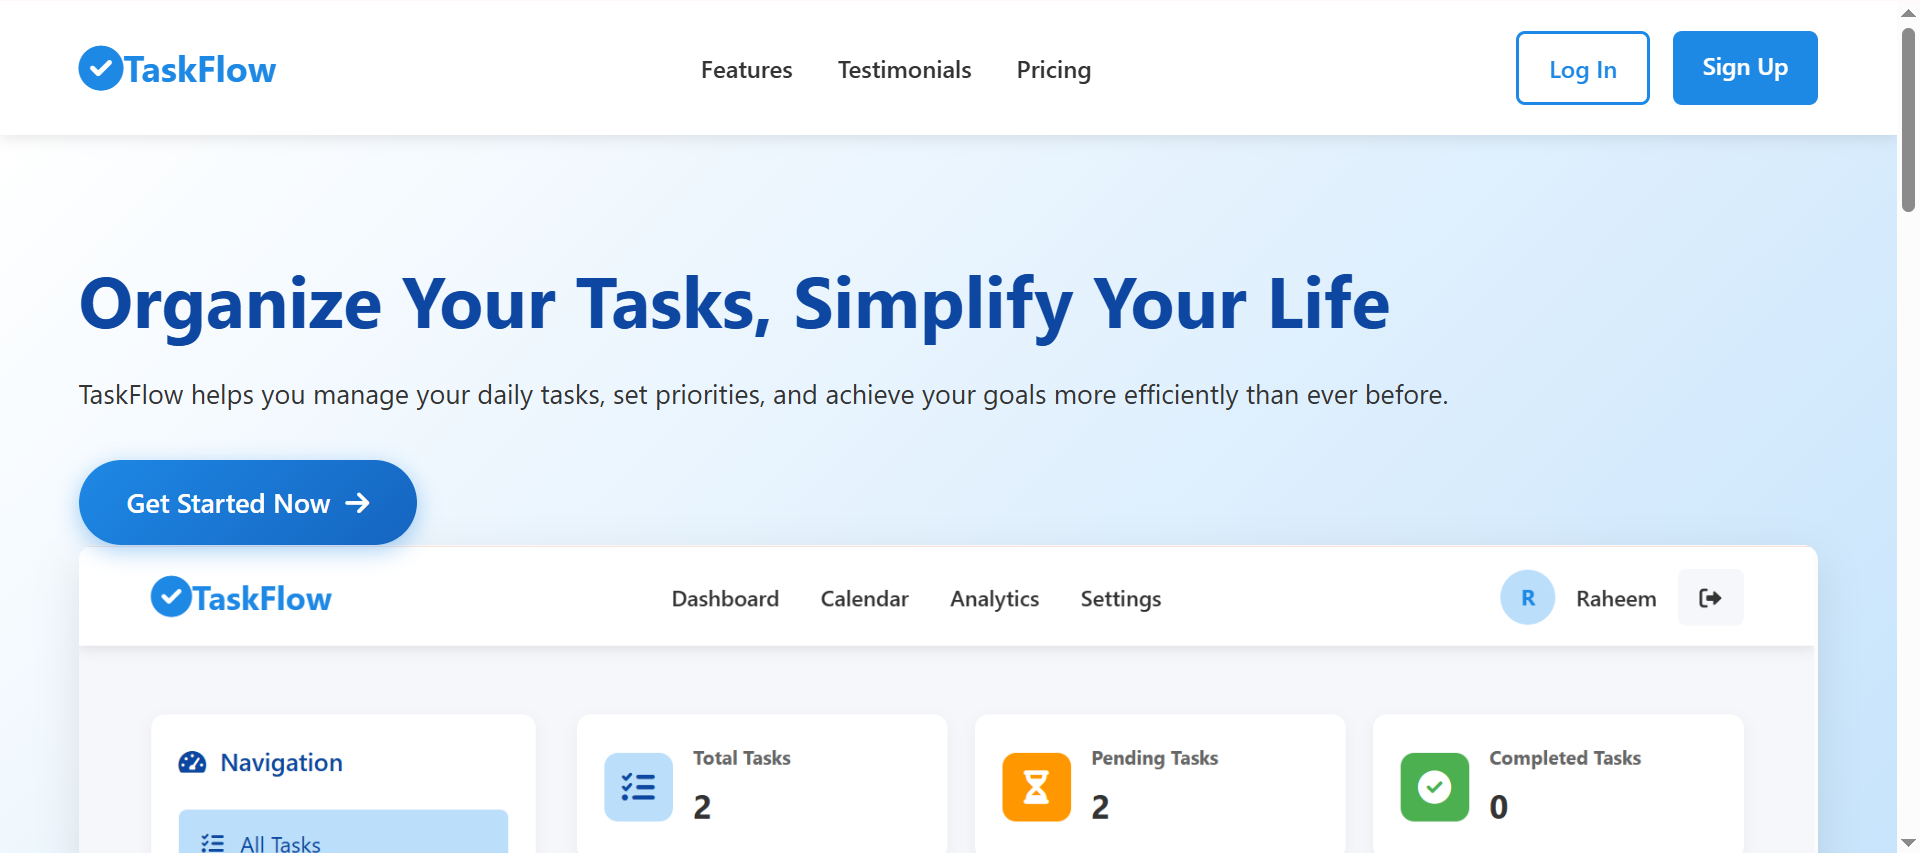 TaskFlow
Features
Testimonials
Pricing
Log In
Sign Up
Organize Your Tasks, Simplify Your Life
TaskFlow helps you manage your daily tasks, set priorities, and achieve your goals more efficiently than ever before.
Get Started Now
TaskFlow
Dashboard
Calendar
Analytics
Settings
R
Raheem
Navigation
All Tasks
Total Tasks
2
Pending Tasks
2
Completed Tasks
0